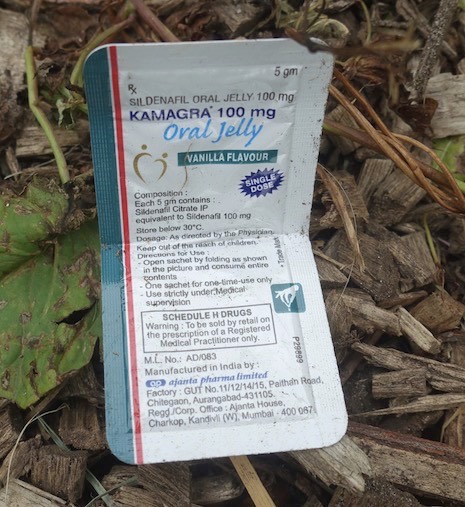 5 gm
Rx
SILDENAFIL ORAL JELLY 100 mg
KAMAGRA® 100 mg
Oral Jelly
VANILLA FLAVOUR
SINGLE
DOSE
Composition :
Each 5 gm contains :
Sildenafil Citrate IP
equivalent to Sildenafil 100 mg
Store below 30°C.
Dosage: As directed by the Physician.
Keep out of the reach of children.
Directions for Use :
- Open sachet by folding as shown
in the picture and consume entire
contents
- One sachet for one-time-use only
- Use strictly under Medical
supervision
* Trade Mark
SCHEDULE H DRUGS
Warning : To be sold by retail on
the prescription of a Registered
Medical Practitioner only.
P29899
M.L. No.: AD/083
Manufactured in India by :
ajanta pharma limited
Factory : GUT No.11/12/14/15, Paithan Road,
Chitegaon, Aurangabad-431105.
Regd./Corp. Office : Ajanta House,
Charkop, Kandivli (W), Mumbai - 400 067